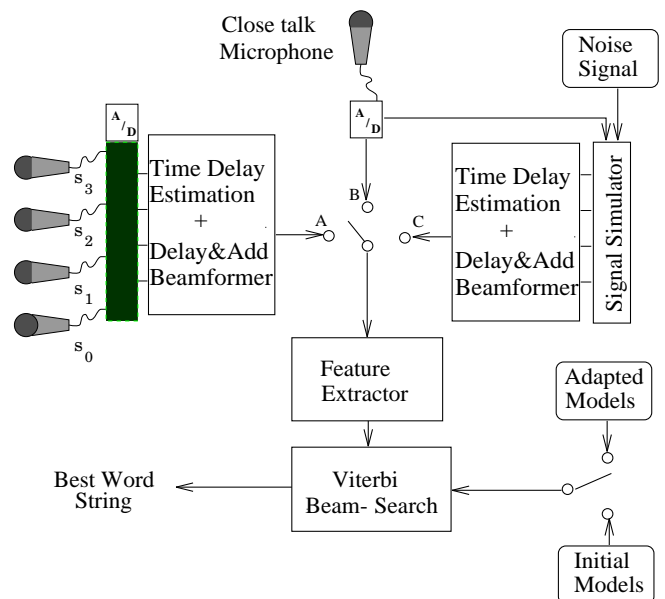 Close talk
Microphone
Noise
Signal
A/D
A/D
s3
s2
s1
s0
Time Delay
Estimation
+
Delay&Add
Beamformer
A
B
C
Time Delay
Estimation
+
Delay&Add
Beamformer
Signal Simulator
Feature
Extractor
Adapted
Models
Best Word
String
Viterbi
Beam- Search
Initial
Models